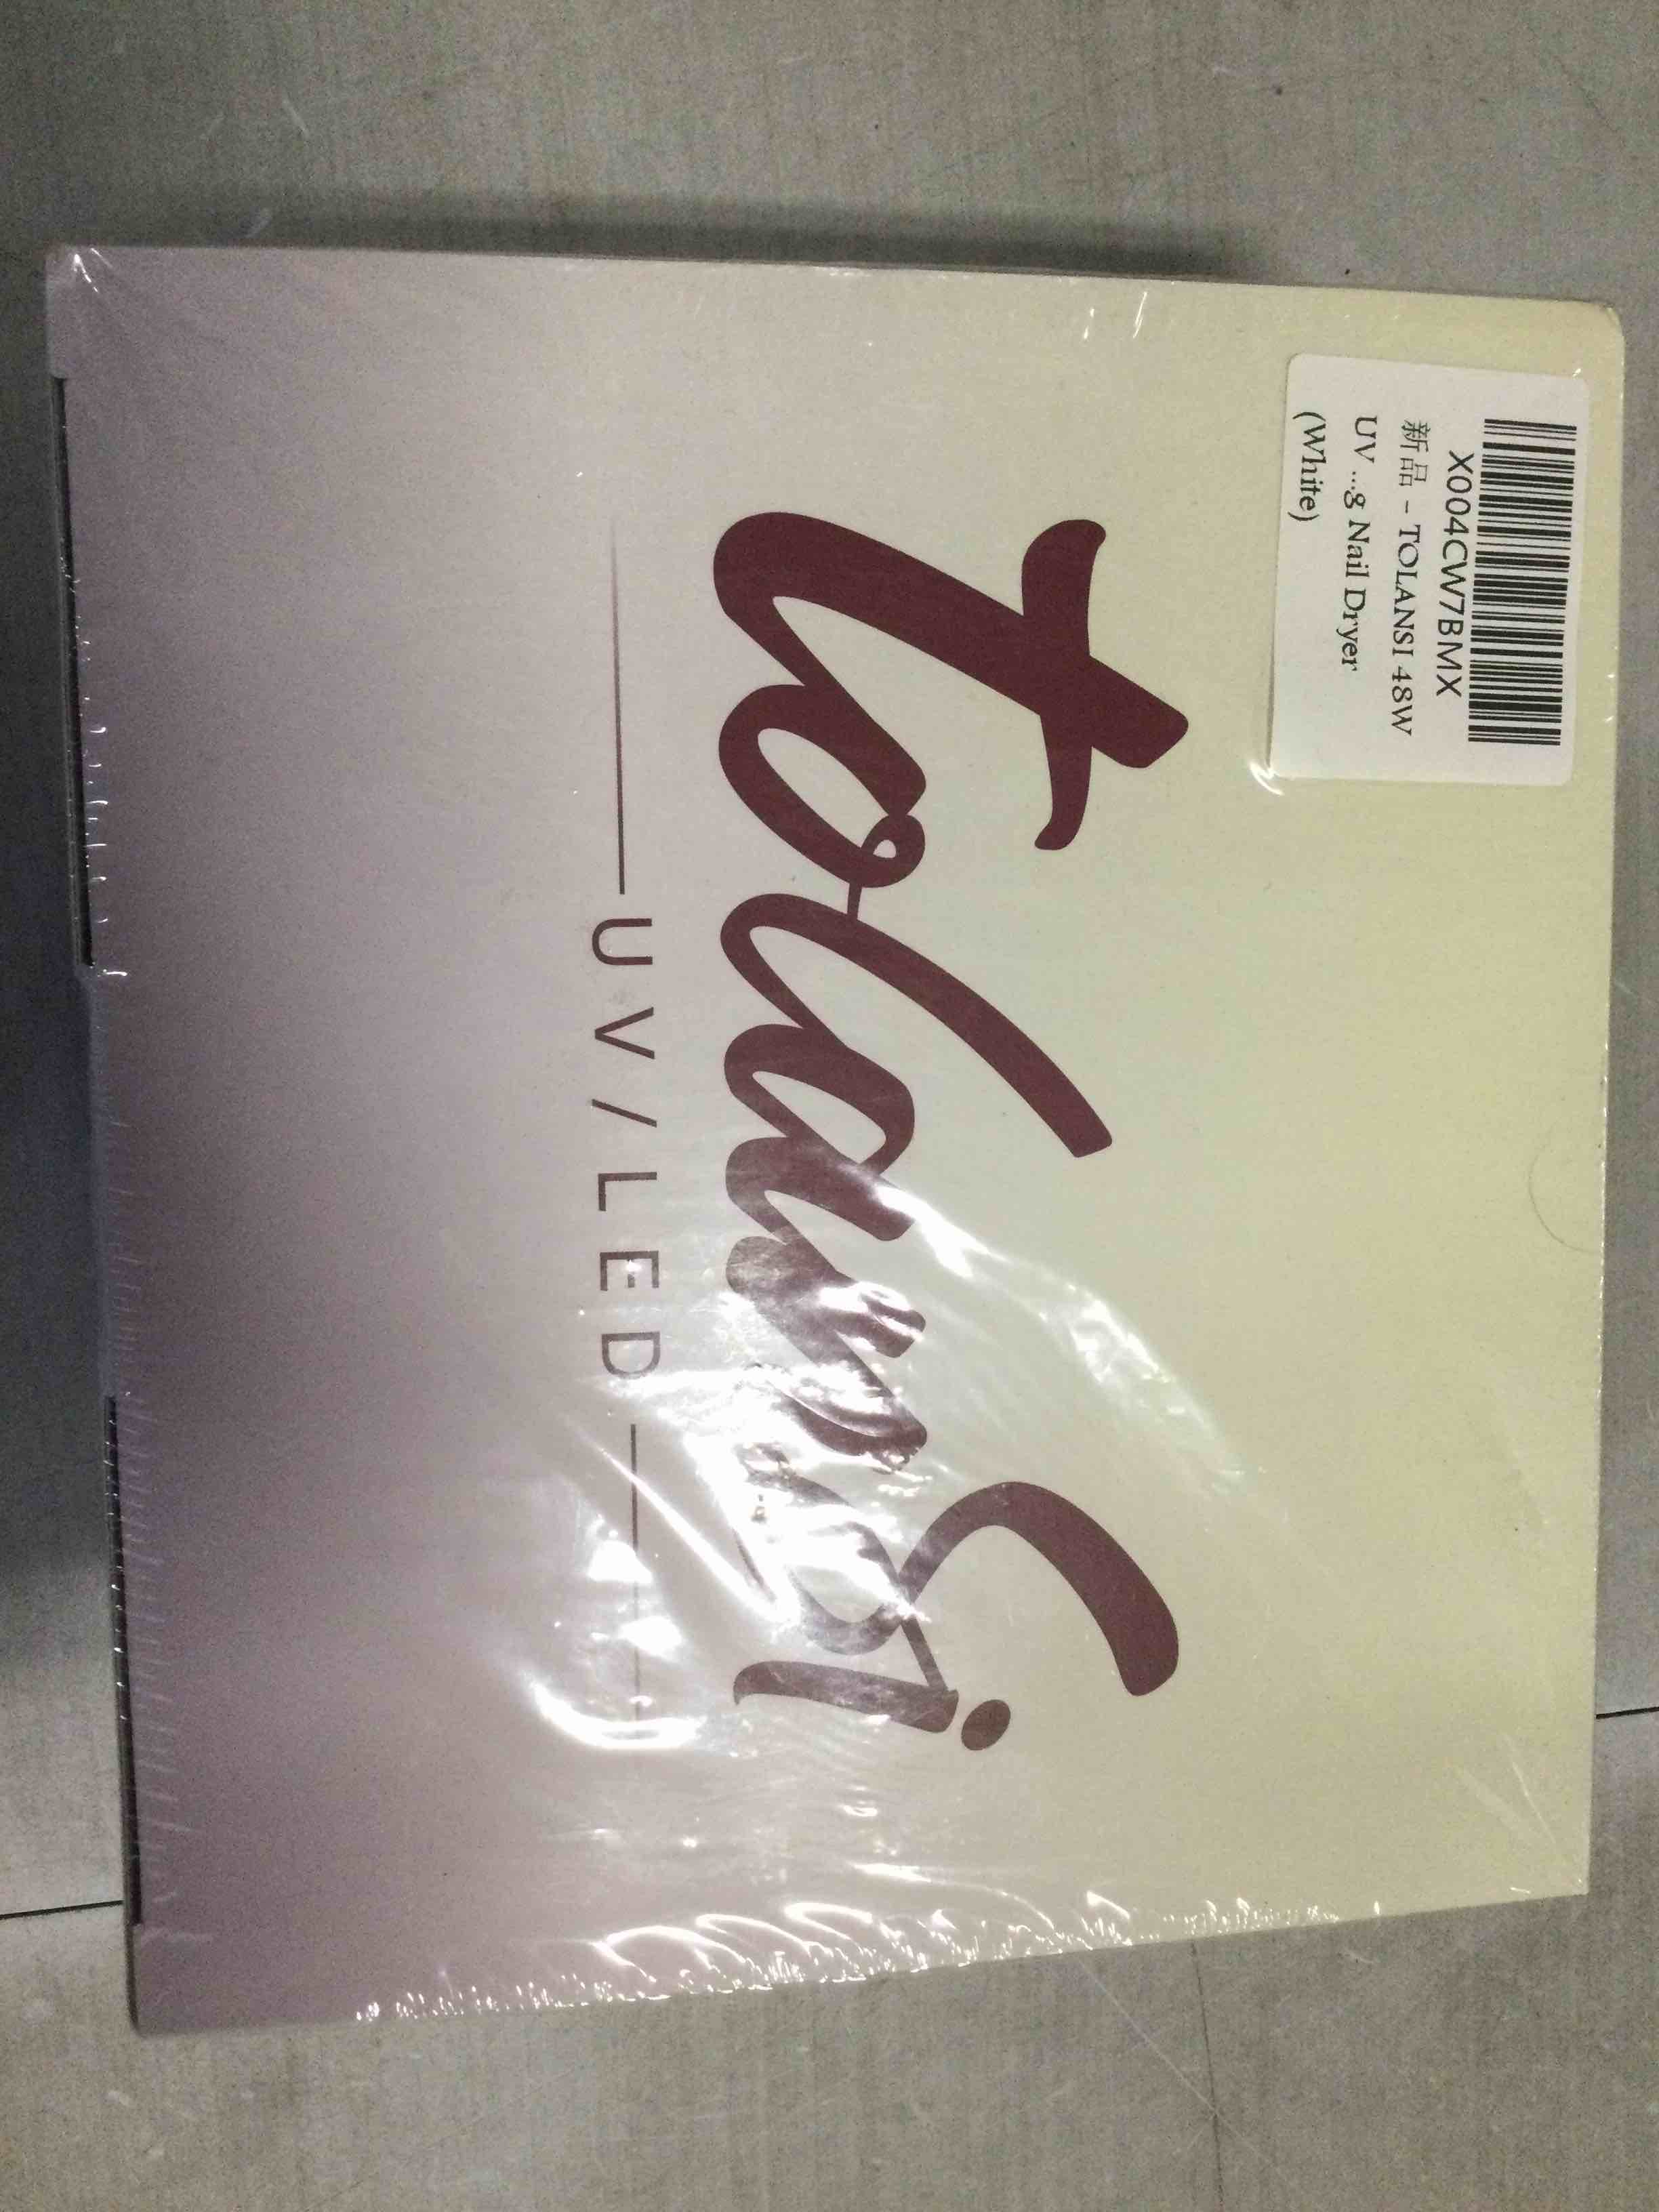 X004CW7BMX
新品 - TOLANSI 48W
UV ...g Nail Dryer
(White)
tolanSi
UV/LED